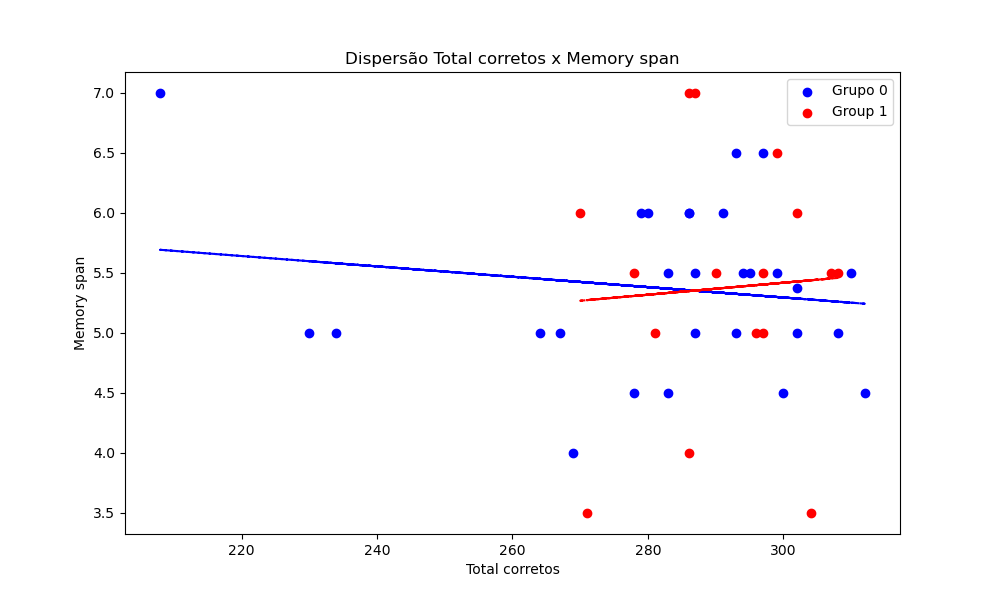 Dispersão Total corretos x Memory span
Grupo 0
Group 1
7.0
6.5
6.0
5.5
5.0
4.5
4.0
3.5
Memory span
220 240 260 280 300
Total corretos